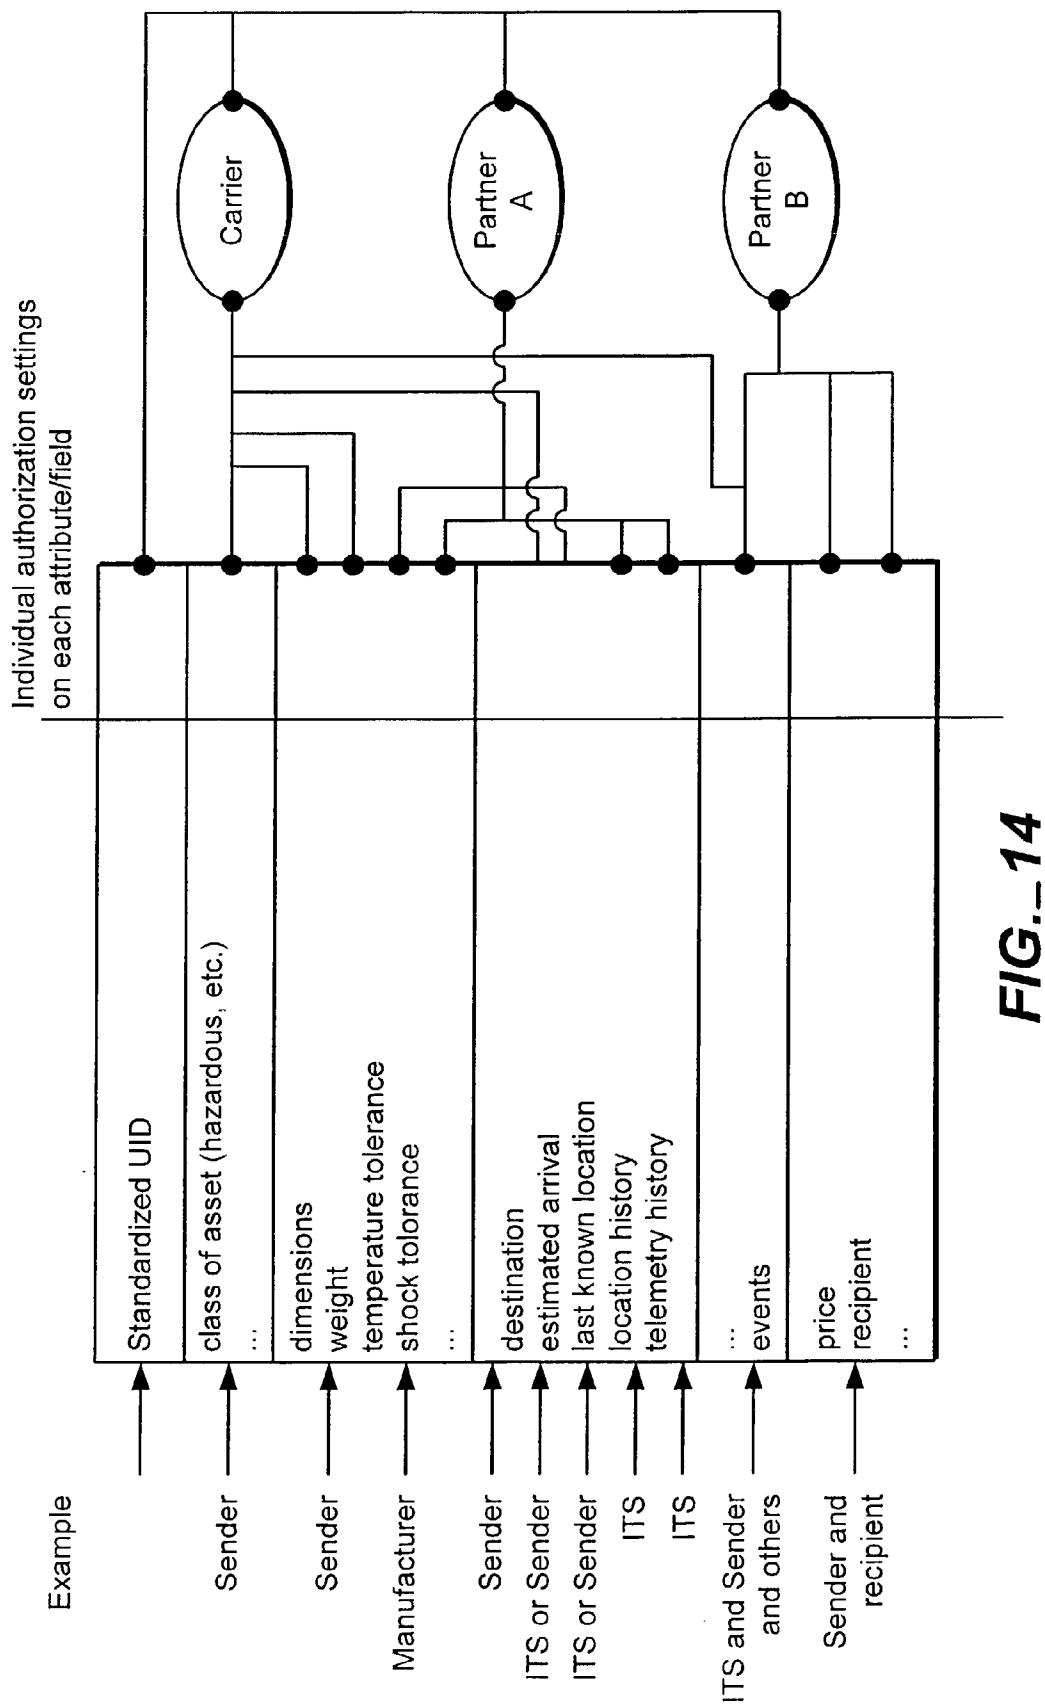 Example
Individual authorization settings
on each attribute/field
Standardized UID
Sender
class of asset (hazardous, etc.)
...
Sender
dimensions
weight
Manufacturer
temperature tolerance
shock tolorance
...
Sender
destination
ITS or Sender
estimated arrival
ITS or Sender
last known location
ITS
location history
ITS
telemetry history
ITS and Sender
and others
...
events
Sender and
recipient
price
recipient
...
Carrier
Partner
A
Partner
B
FIG._14